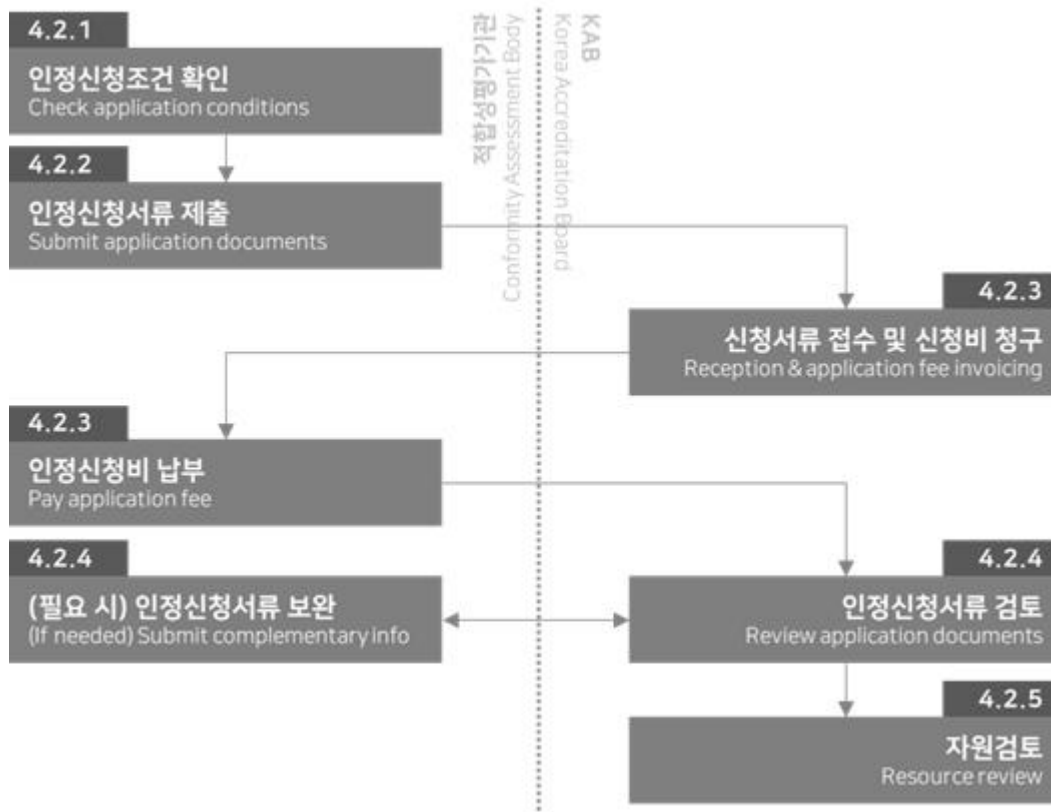 4.2.1
인정신청조건 확인
Check application conditions
적합성평가기관
Conformity Assessment Body
KAB
Korea Accreditation Board
4.2.2
인정신청서류 제출
Submit application documents
4.2.3
신청서류 접수 및 신청비 청구
Reception & application fee invoicing
4.2.3
인정신청비 납부
Pay application fee
4.2.4
(필요 시) 인정신청서류 보완
(If needed) Submit complementary info
4.2.4
인정신청서류 검토
Review application documents
4.2.5
자원검토
Resource review